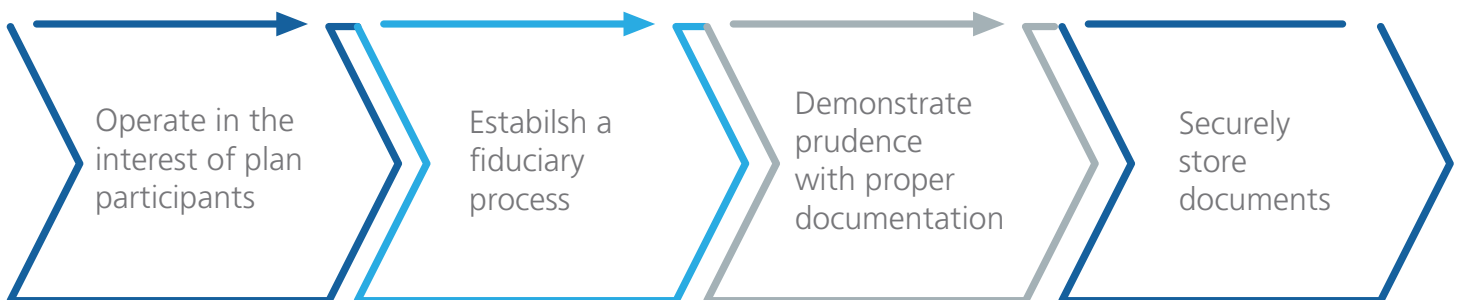 Operate in the
interest of plan
participants
Estabilsh a
fiduciary
process
Demonstrate
prudence
with proper
documentation
Securely
store
documents